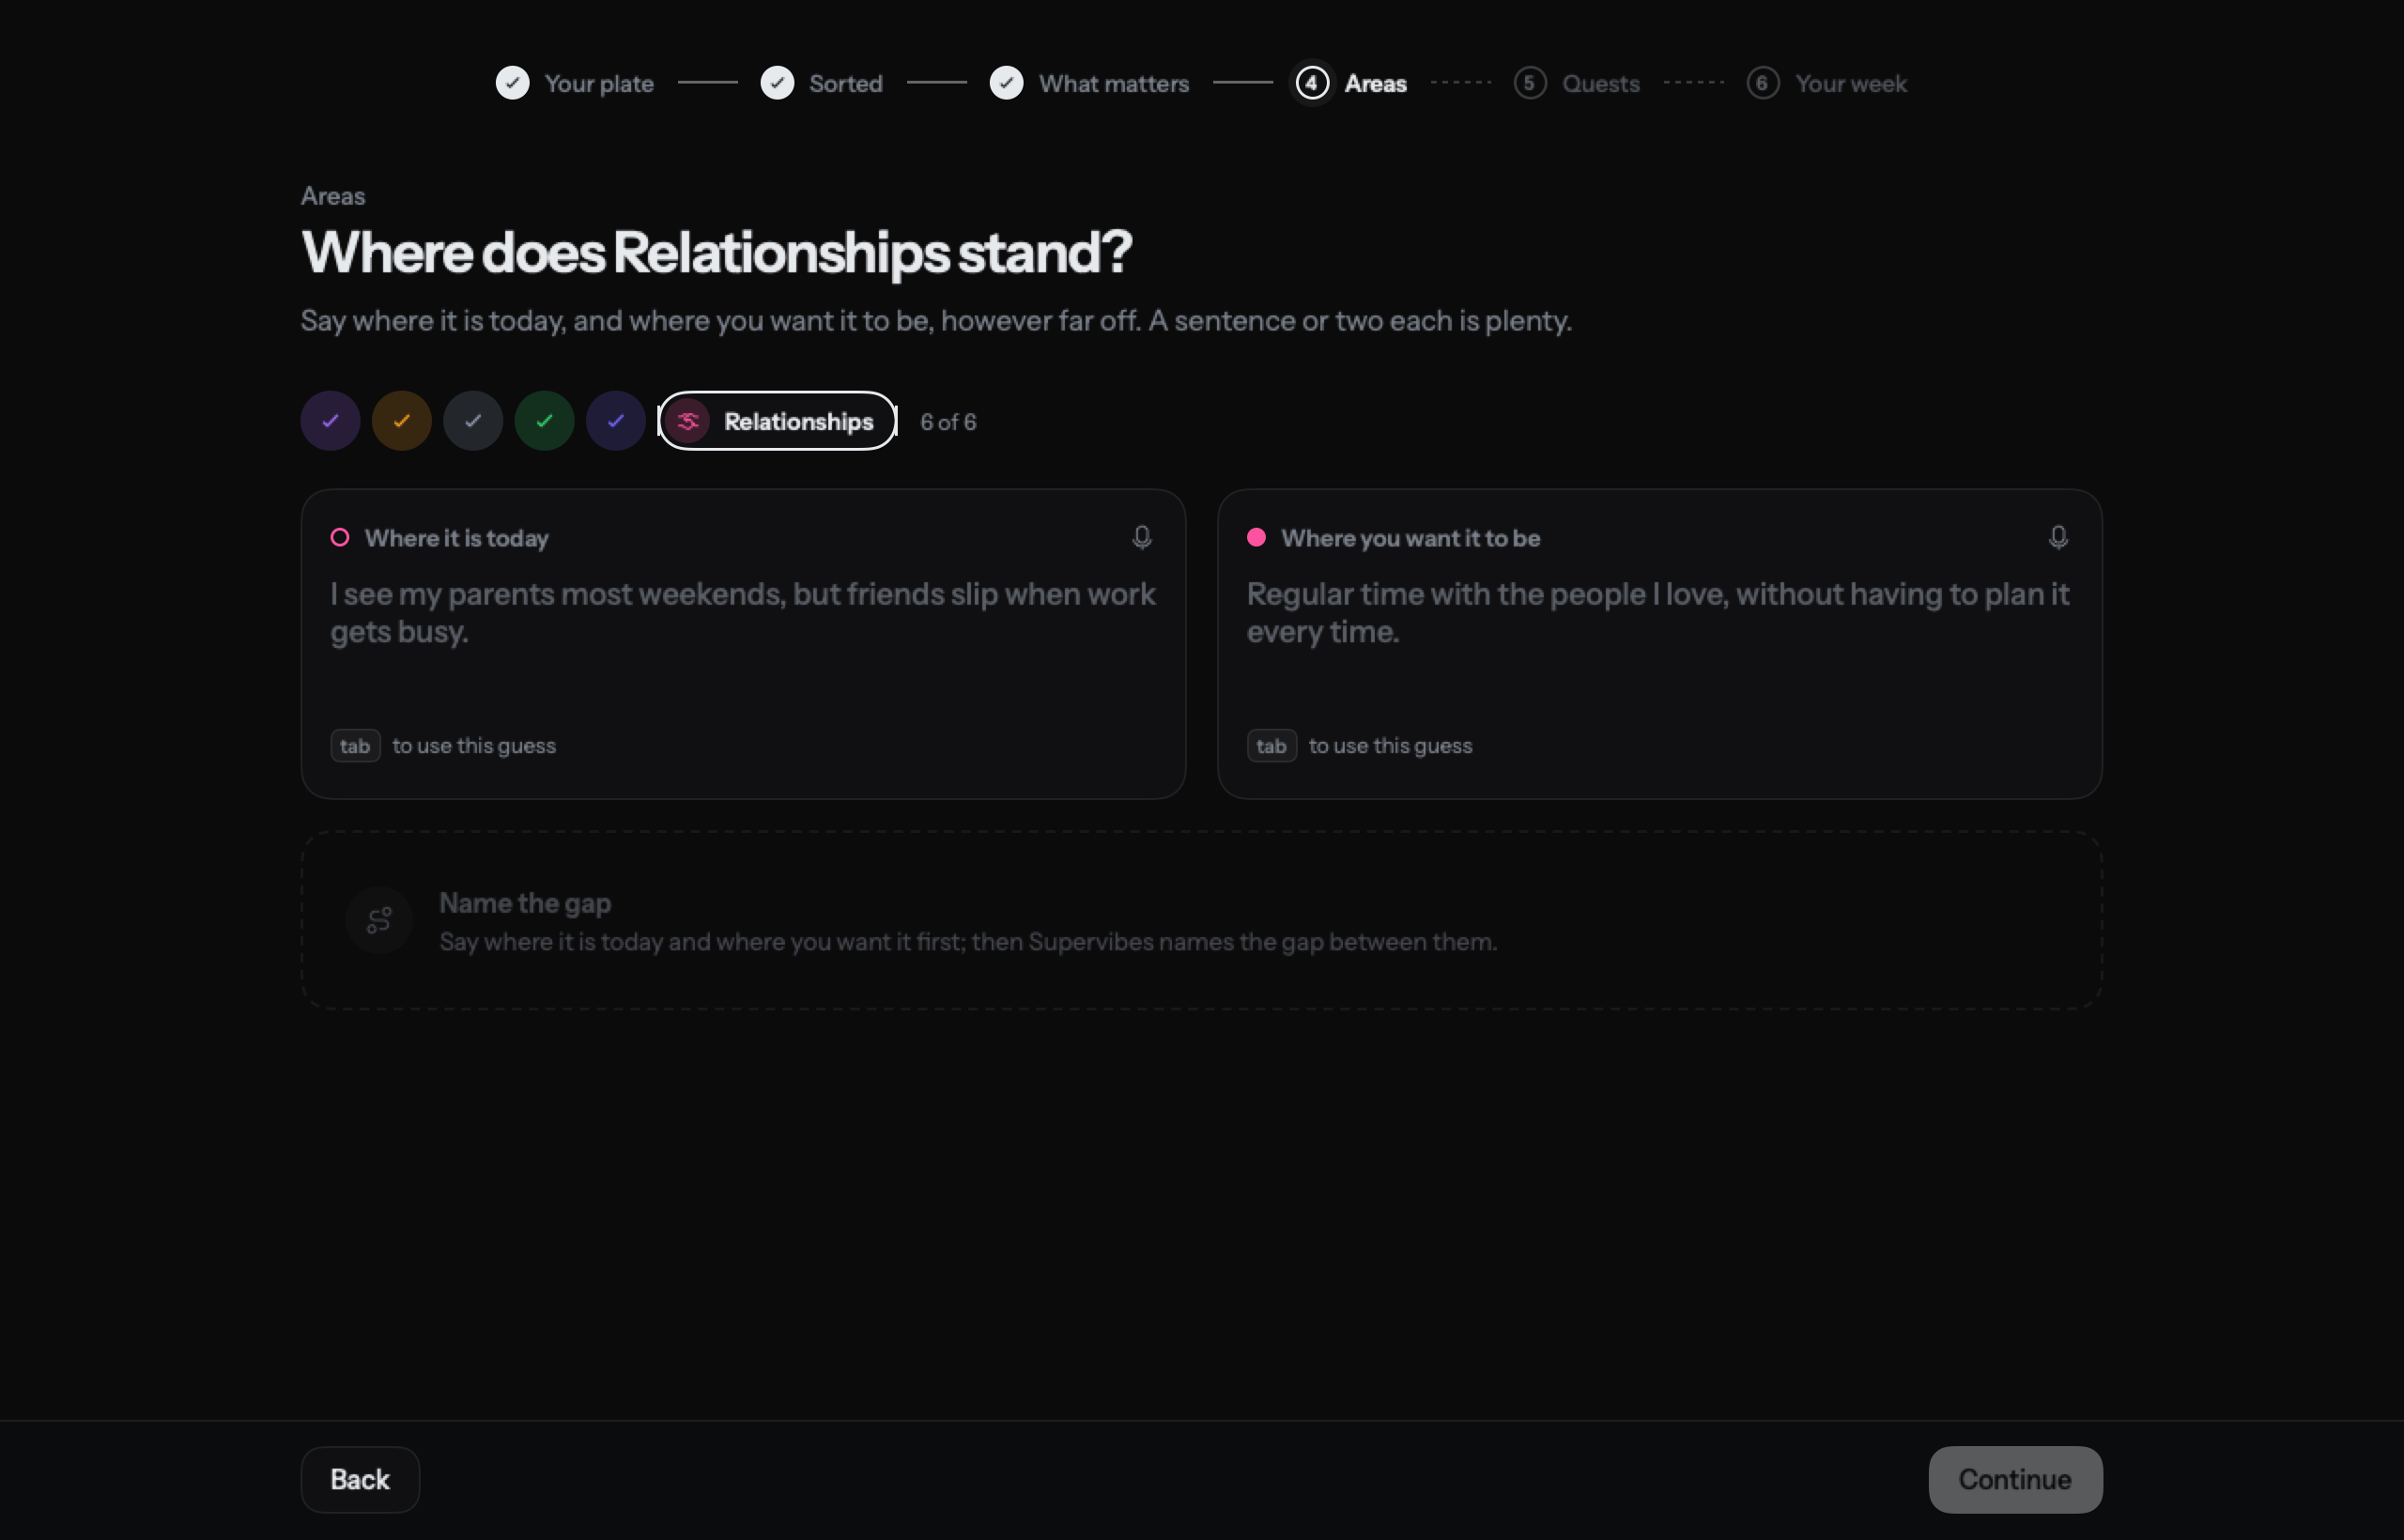 Your plate
Sorted
What matters
4 Areas
5 Quests
6 Your week
Areas
Where does Relationships stand?
Say where it is today, and where you want it to be, however far off. A sentence or two each is plenty.
Relationships
6 of 6
Where it is today
I see my parents most weekends, but friends slip when work
gets busy.
tab to use this guess
Where you want it to be
Regular time with the people I love, without having to plan it
every time.
tab to use this guess
Name the gap
Say where it is today and where you want it first; then Supervibes names the gap between them.
Back
Continue